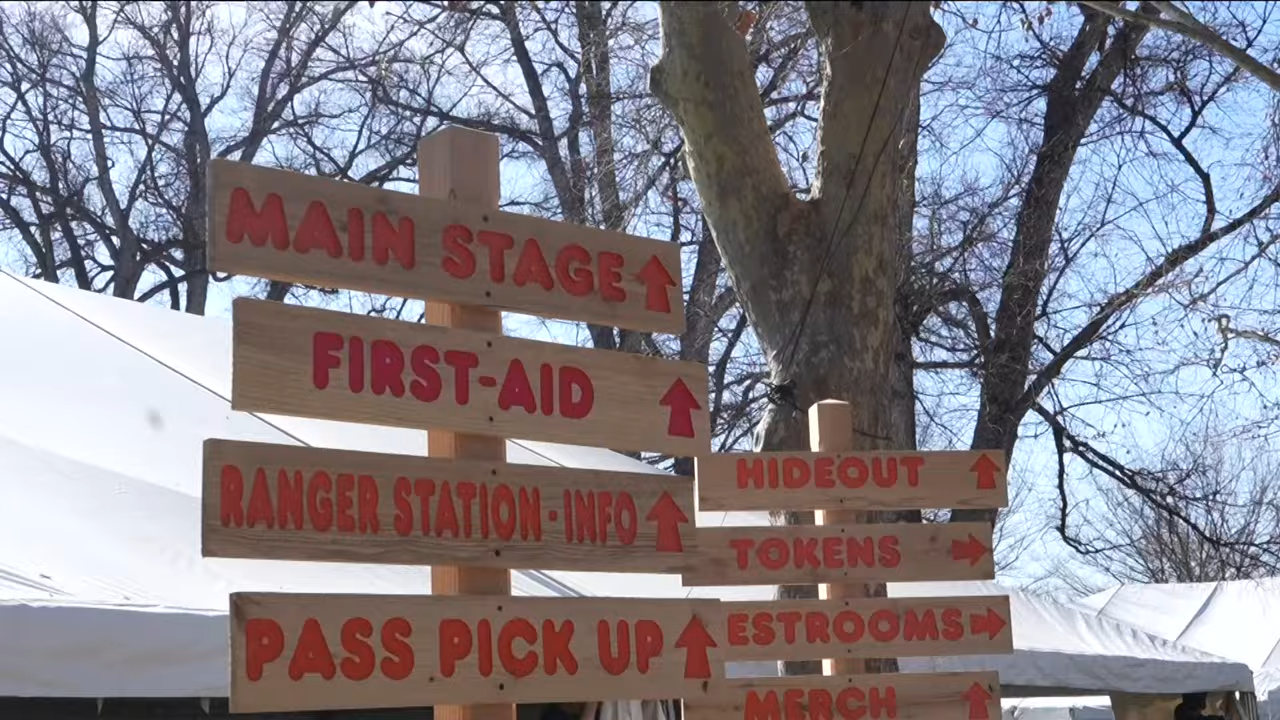 MAIN STAGE
FIRST-AID
RANGER STATION-INFO
PASS PICK UP
HIDEOUT
TOKENS
ESTROOMS
MERCH